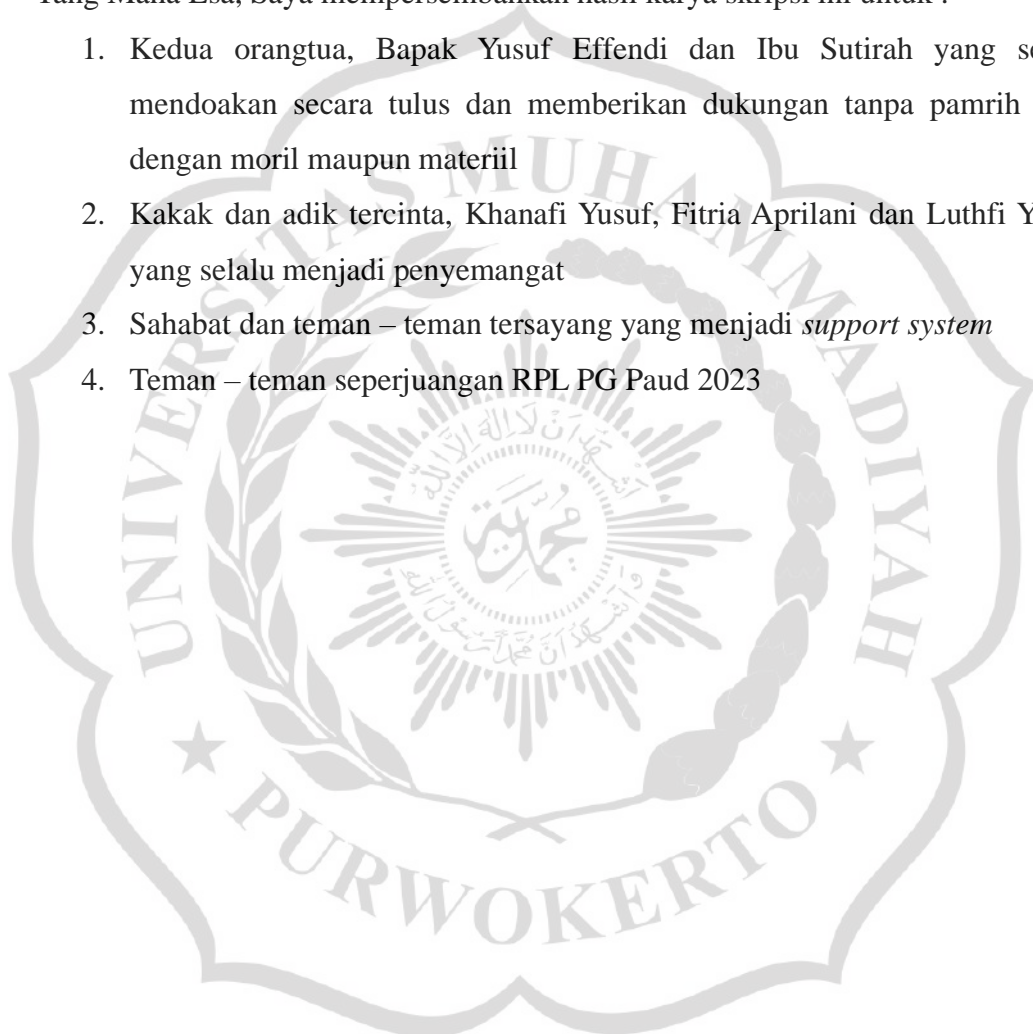 Yang Maha Esa, Saya mempersembahkan hasil karya skripsi ini untuk :
1. Kedua orangtua, Bapak Yusuf Effendi dan Ibu Sutirah yang
mendoakan secara tulus dan memberikan dukungan tanpa pamrih
dengan moril maupun materiil
2. Kakak dan adik tercinta, Khanafi Yusuf, Fitria Aprilani dan Luthfi
yang selalu menjadi penyemangat
3. Sahabat dan teman – teman tersayang yang menjadi support system
4. Teman – teman seperjuangan RPL PG Paud 2023
UNIVERSITAS MUHAMMADIYAH
PURWOKERTO